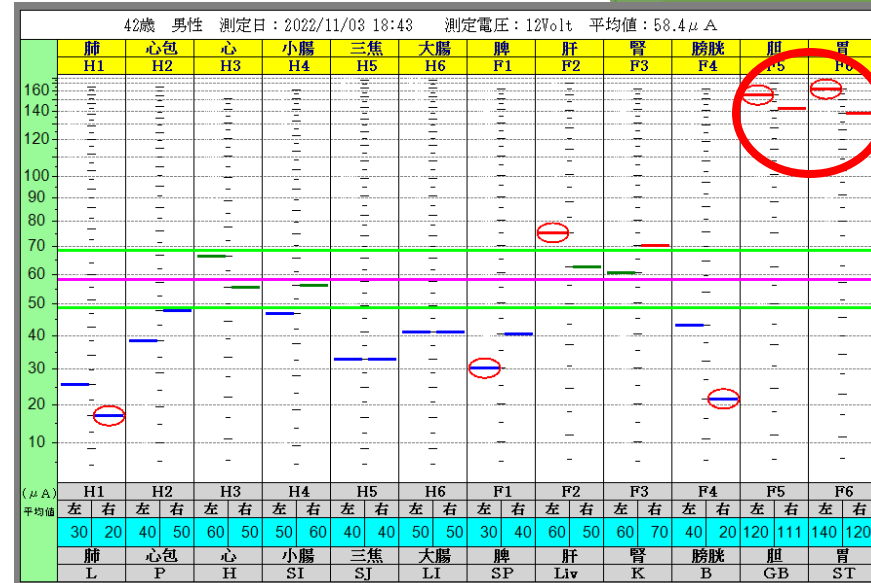 42歳 男性 測定日:2022/11/03 18:43 測定電圧:12Volt 平均値:58.4μA
肺 心包 心 小腸 三焦 大腸 脾 肝 腎 膀胱 胆 胃
H1 H2 H3 H4 H5 H6 F1 F2 F3 F4 F5 F6
160
140
120
100
90
80
70
60
50
40
30
20
10
(μA) H1 H2 H3 H4 H5 H6 F1 F2 F3 F4 F5 F6
平均値 左 右 左 右 左 右 左 右 左 右 左 右 左 右 左 右 左 右 左 右 左 右 左 右
30 20 40 50 60 50 50 60 40 40 50 50 30 40 60 50 60 70 40 20 120 111 140 120
肺 心包 心 小腸 三焦 大腸 脾 肝 腎 膀胱 胆 胃
L P H SI SJ LI SP Liv K B GB ST